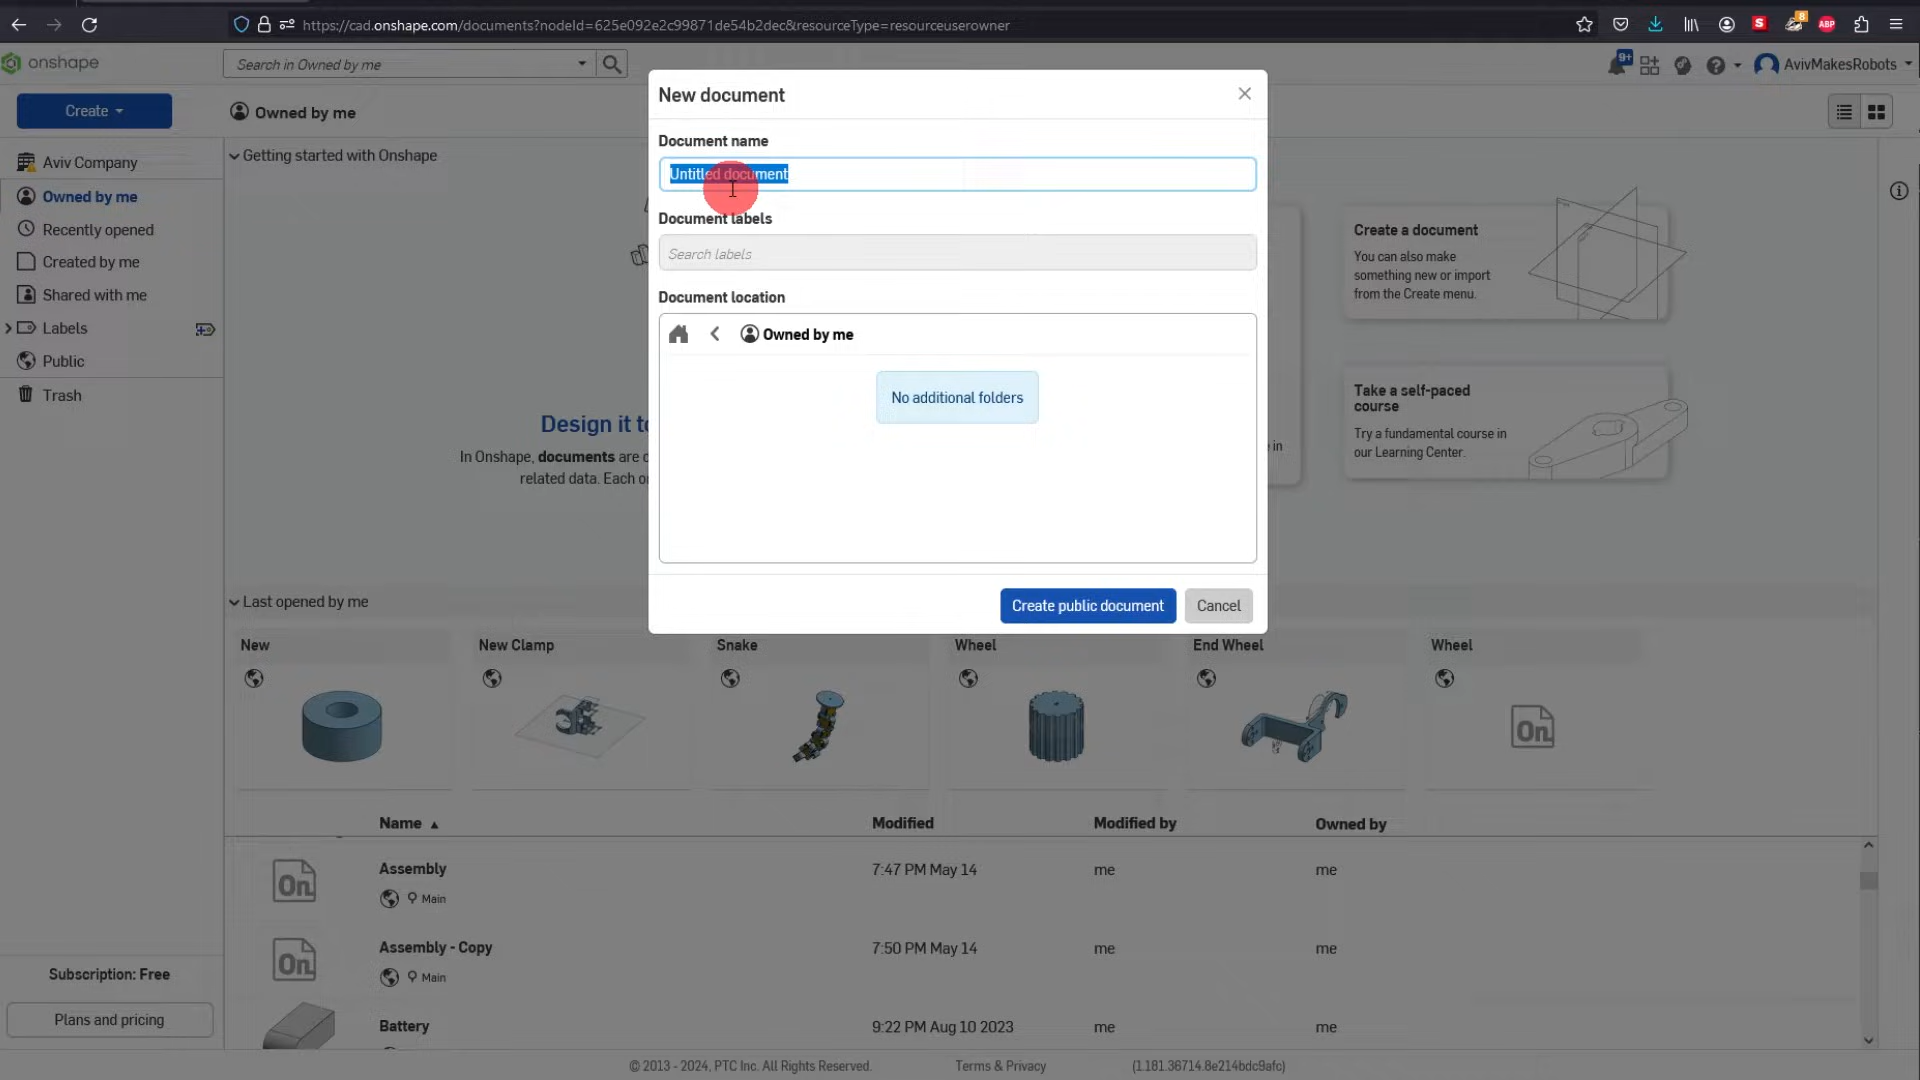 https://cad.onshape.com/documents?nodeId=625e092e2c99871de54b2dec&resourceType=resourceuserowner
8
ABP
S
onshape
Search in Owned by me
9+
AvivMakesRobots
Create
Owned by me
Aviv Company
Owned by me
Recently opened
Created by me
Shared with me
Labels
Public
Trash
Subscription: Free
Plans and pricing
Getting started with Onshape
Design it to
In Onshape, documents are c
related data. Each o
in
Create a document
You can also make
something new or import
from the Create menu.
Take a self-paced
course
Try a fundamental course in
our Learning Center.
New document
Document name
Untitled document
Document labels
Search labels
Document location
Owned by me
No additional folders
Create public document
Cancel
Last opened by me
New
New Clamp
Snake
Wheel
End Wheel
Wheel
On
Name
Modified
Modified by
Owned by
On
Assembly
7:47 PM May 14
me
me
Main
On
Assembly - Copy
7:50 PM May 14
me
me
Main
Battery
9:22 PM Aug 10 2023
me
me
© 2013 - 2024, PTC Inc. All Rights Reserved.
Terms & Privacy
(1.181.36714.8e214bdc9afc)